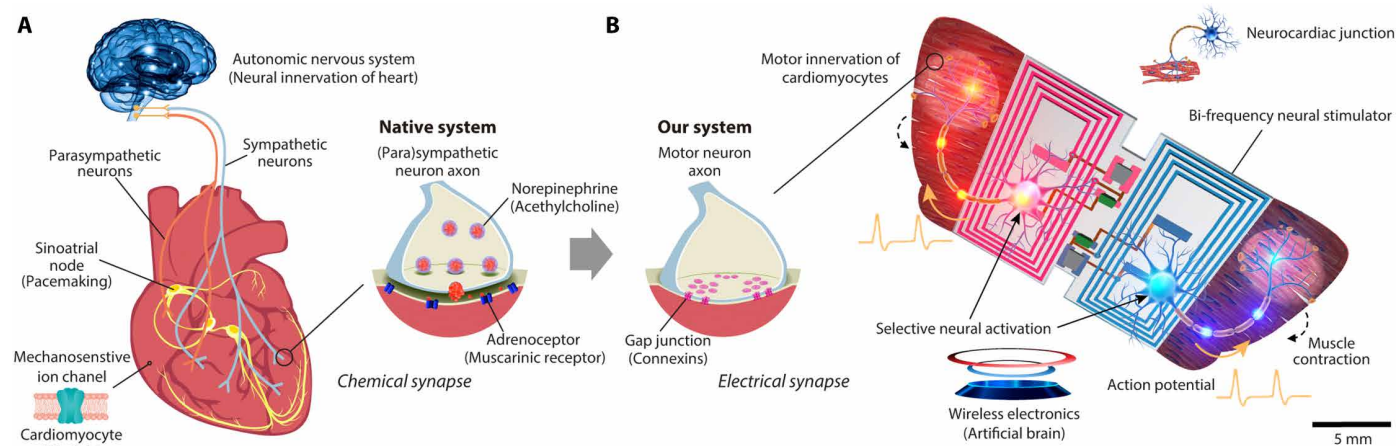 A
Autonomic nervous system
(Neural innervation of heart)
Parasympathetic
neurons
Sympathetic
neurons
Sinoatrial
node
(Pacemaking)
Mechanosenstive
ion chanel
Cardiomyocyte
Native system
(Para)sympathetic
neuron axon
Norepinephrine
(Acetylcholine)
Adrenoceptor
(Muscarinic receptor)
Chemical synapse
B
Our system
Motor neuron
axon
Gap junction
(Connexins)
Electrical synapse
Motor innervation of
cardiomyocytes
Neurocardiac junction
Bi-frequency neural stimulator
Selective neural activation
Muscle
contraction
Action potential
Wireless electronics
(Artificial brain)
5 mm